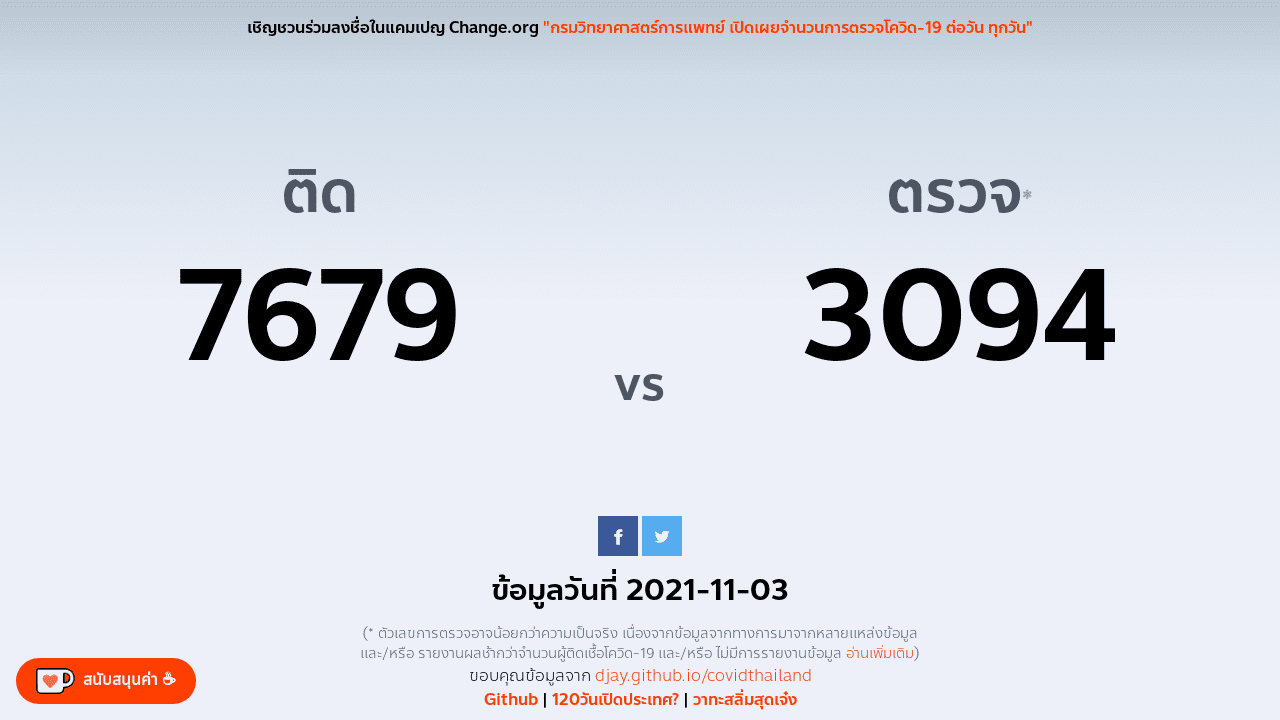 เชิญชวนร่วมลงชื่อในแคมเปญ Change.org "กรมวิทยาศาสตร์การแพทย์ เปิดเผยจำนวนการตรวจโควิด-19 ต่อวัน ทุกวัน"
ติด
ตรวจ*
7679
3094
vs
ข้อมูลวันที่ 2021-11-03
(* ตัวเลขการตรวจอาจน้อยกว่าความเป็นจริง เนื่องจากข้อมูลจากทางการมาจากหลายแหล่งข้อมูล
และ/หรือ รายงานผลช้ากว่าจำนวนผู้ติดเชื้อโควิด-19 และ/หรือ ไม่มีการรายงานข้อมูล อ่านเพิ่มเติม)
ขอบคุณข้อมูลจาก djay.github.io/covidthailand
Github | 120วันเปิดประเทศ? | วาทะสลิ่มสุดเจ๋ง
สนับสนุนค่า ☕